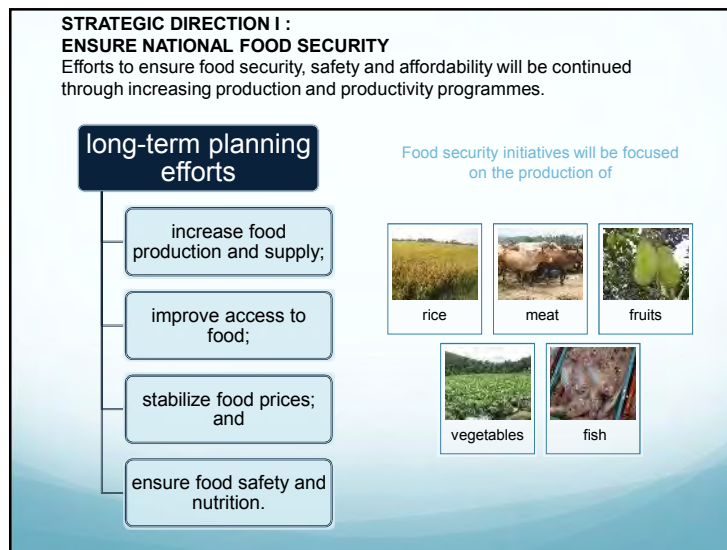 STRATEGIC DIRECTION I :
ENSURE NATIONAL FOOD SECURITY
Efforts to ensure food security, safety and affordability will be continued
through increasing production and productivity programmes.
long-term planning
efforts
increase food
production and supply;
improve access to
food;
stabilize food prices;
and
ensure food safety and
nutrition.
Food security initiatives will be focused
on the production of
rice
meat
fruits
vegetables
fish